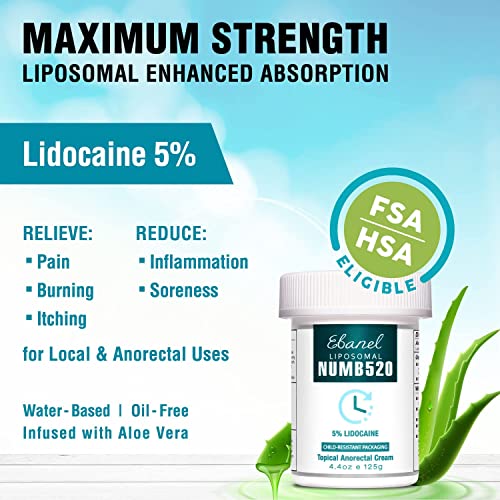 MAXIMUM STRENGTH
LIPOSOMAL ENHANCED ABSORPTION
Lidocaine 5%
RELIEVE:
▪ Pain
▪ Burning
▪ Itching
REDUCE:
▪ Inflammation
▪ Soreness
for Local & Anorectal Uses
Water-Based | Oil-Free
Infused with Aloe Vera
FSA
HSA
ELIGIBLE
Ebanel
LIPOSOMAL
NUMB520
5% LIDOCAINE
CHILD-RESISTANT PACKAGING
Topical Anorectal Cream
4.4oz e 125g